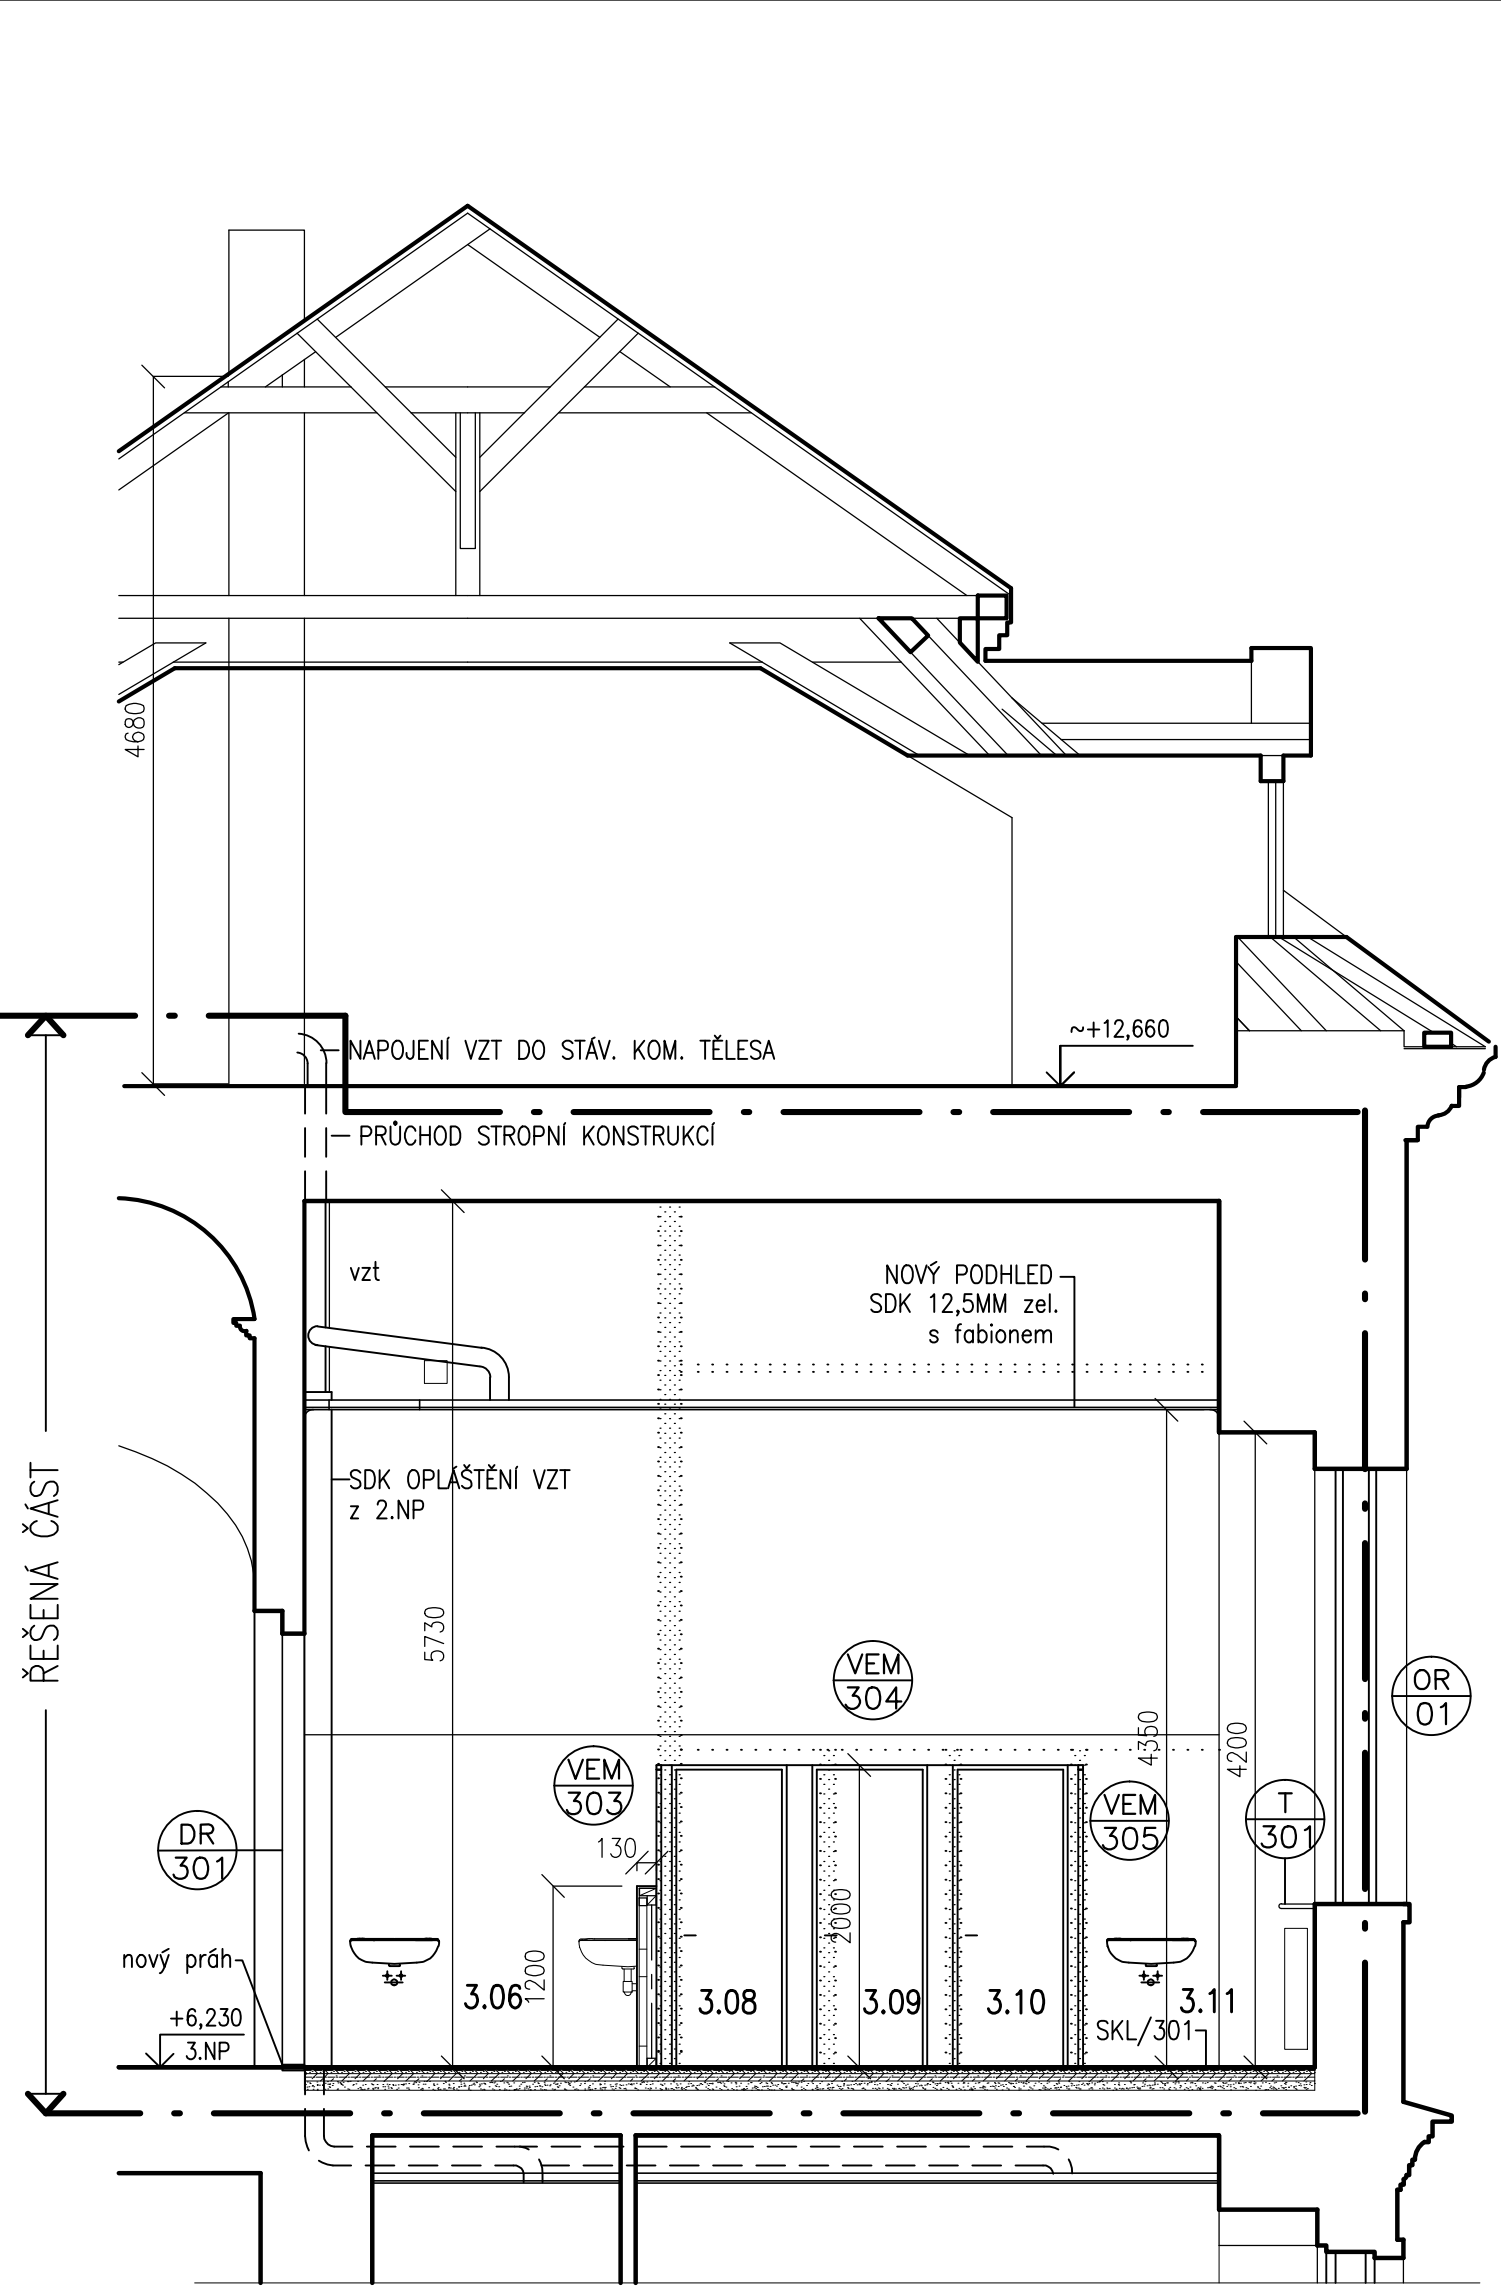 4680
~+12,660
NAPOJENÍ VZT DO STÁV. KOM. TĚLESA
PRŮCHOD STROPNÍ KONSTRUKCÍ
vzt
NOVÝ PODHLED
SDK 12,5MM zel.
s fabionem
SDK OPLÁŠTĚNÍ VZT
z 2.NP
ŘEŠENÁ ČÁST
5730
VEM
304
OR
01
4350
4200
VEM
303
VEM
305
T
301
DR
301
130
2000
1200
nový práh
3.06
3.08
3.09
3.10
3.11
+6,230
3.NP
SKL/301